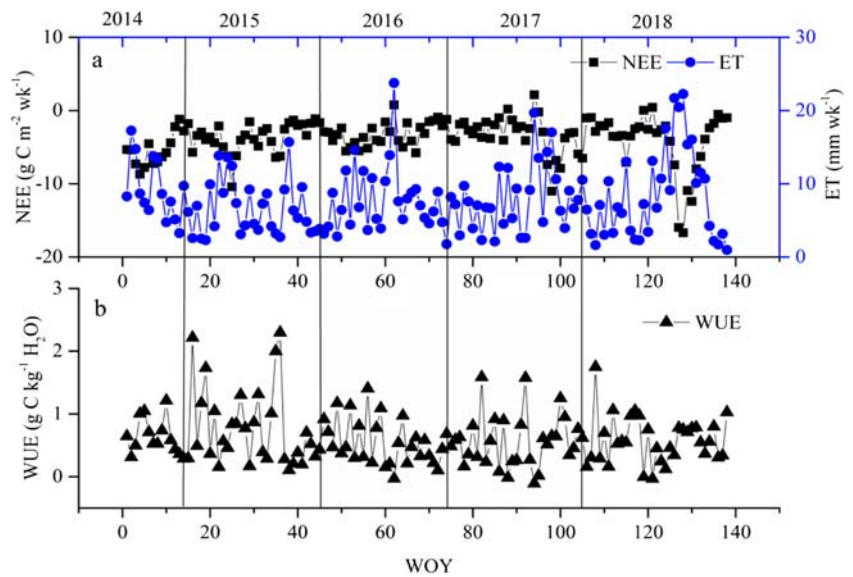 2014 2015 2016 2017 2018
a
NEE ET
10
0
-10
-20
NEE (g C m⁻² wk⁻¹)
30
20
10
0
ET (mm wk⁻¹)
0 20 40 60 80 100 120 140
b
WUE
3
2
1
0
WUE (g C kg⁻¹ H₂O)
0 20 40 60 80 100 120 140
WOY